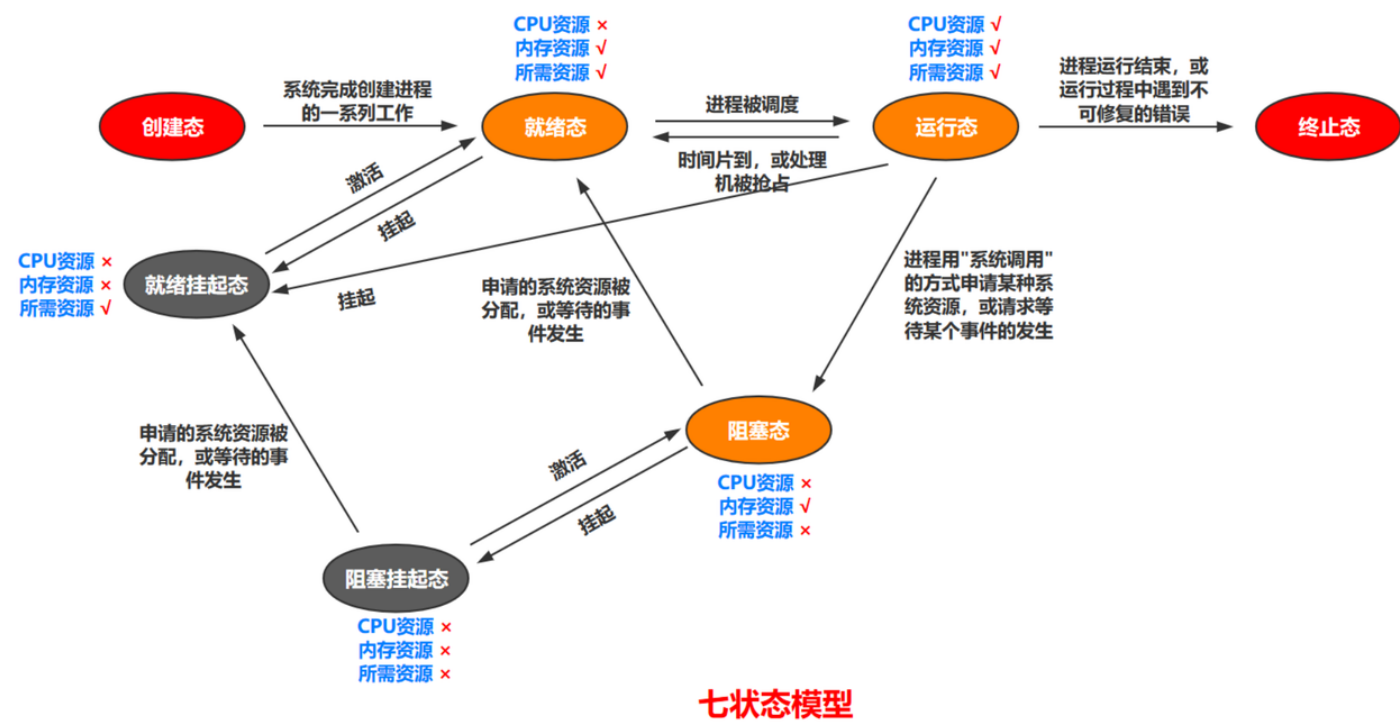 CPU资源 ×
内存资源 √
所需资源 √
CPU资源 √
内存资源 √
所需资源 √
创建态
系统完成创建进程
的一系列工作
就绪态
进程被调度
时间片到，或处理
机被抢占
运行态
进程运行结束，或
运行过程中遇到不
可修复的错误
终止态
激活
挂起
CPU资源 ×
内存资源 ×
所需资源 √
就绪挂起态
挂起
申请的系统资源被
分配，或等待的事
件发生
进程用"系统调用"
的方式申请某种系
统资源，或请求等
待某个事件的发生
申请的系统资源被
分配，或等待的事
件发生
激活
挂起
阻塞态
CPU资源 ×
内存资源 √
所需资源 ×
阻塞挂起态
CPU资源 ×
内存资源 ×
所需资源 ×
七状态模型